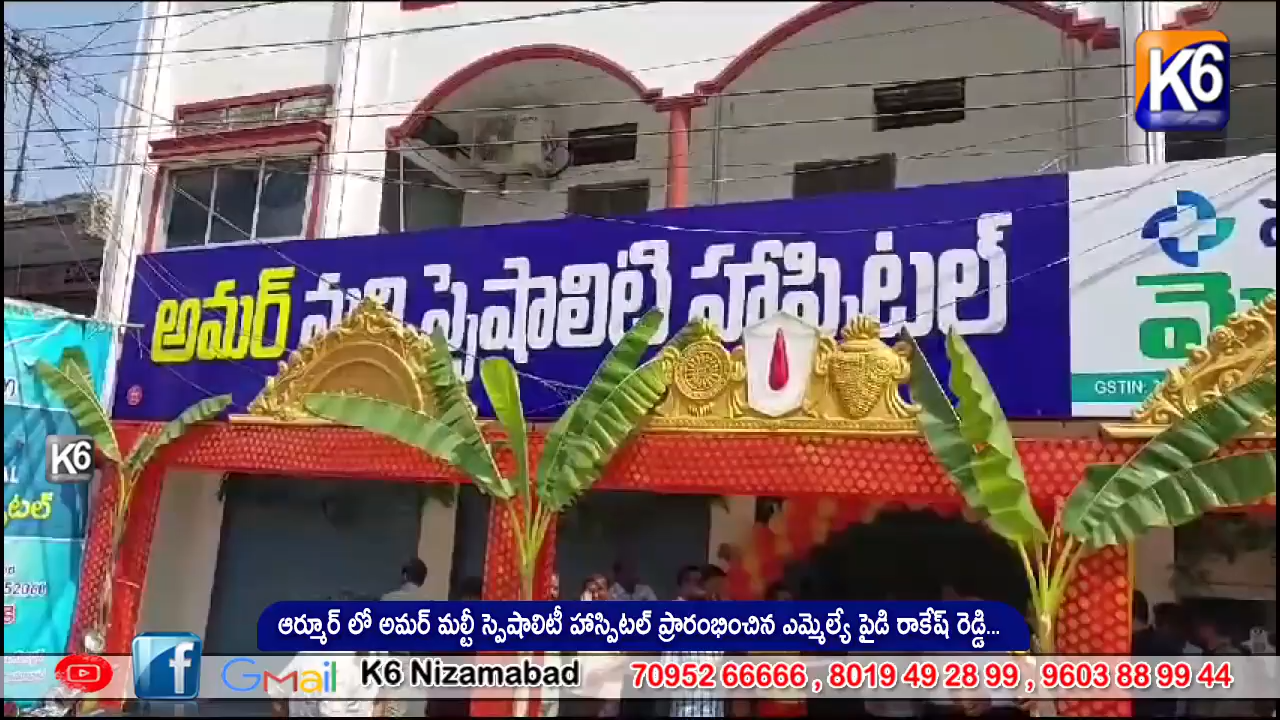 K6
అమర్ మల్టి స్పెషాలిటి హాస్పిటల్
GSTIN:
K6
ఆర్మూర్ లో అమర్ మల్టీ స్పెషాలిటీ హాస్పిటల్ ప్రారంభించిన ఎమ్మెల్యే పైడి రాకేష్ రెడ్డి...
f Gmail K6 Nizamabad 70952 66666 , 8019 49 28 99 , 9603 88 99 44